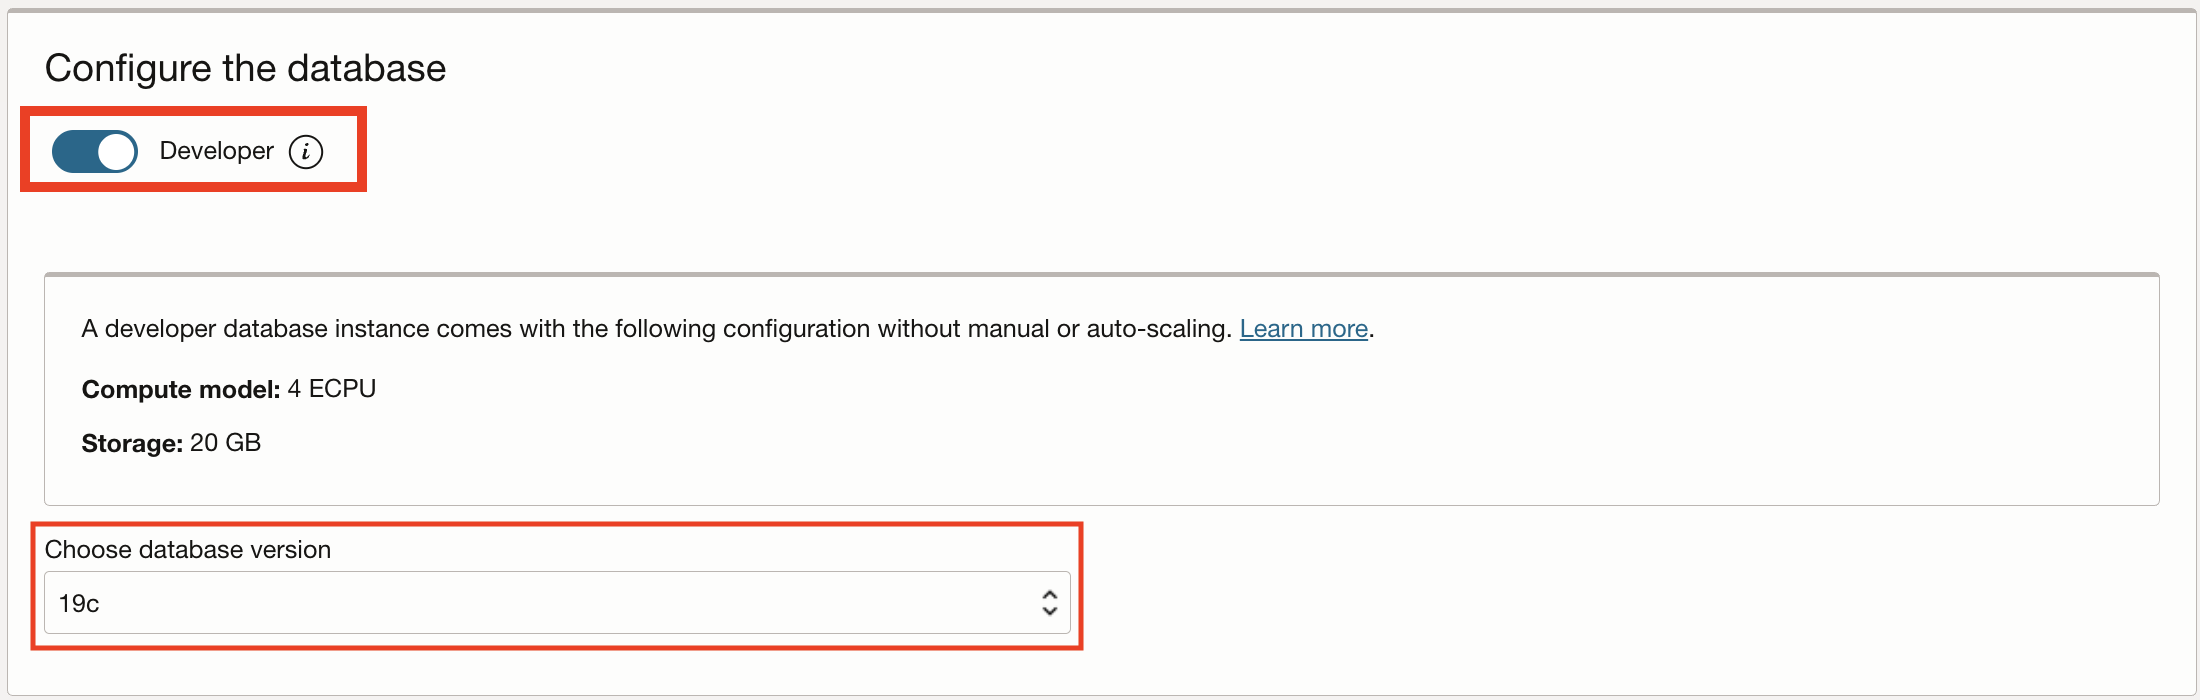 Configure the database
Developer i
A developer database instance comes with the following configuration without manual or auto-scaling. Learn more.
Compute model: 4 ECPU
Storage: 20 GB
Choose database version
19c